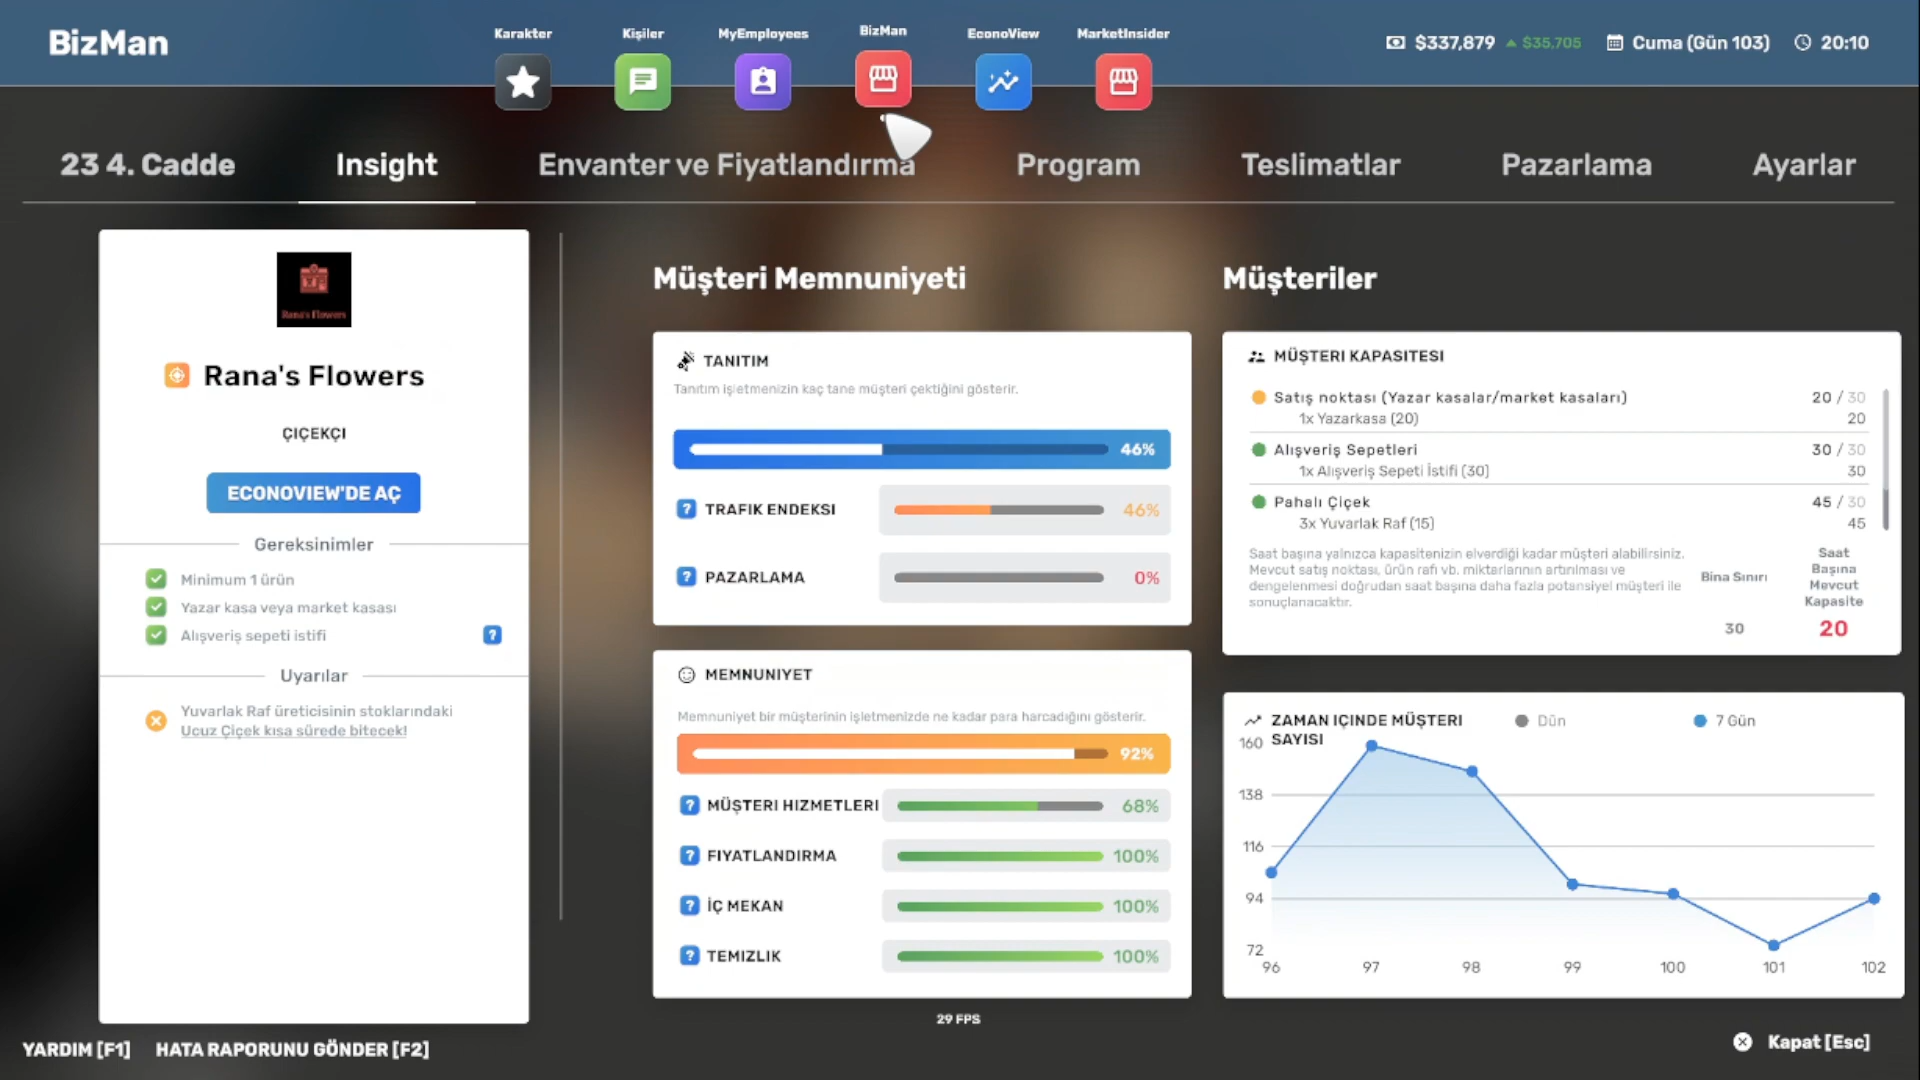 BizMan
Karakter
Kişiler
MyEmployees
BizMan
EconoView
MarketInsider
$337,879
$35,705
Cuma (Gün 103)
20:10
23 4. Cadde
Insight
Envanter ve Fiyatlandırma
Program
Teslimatlar
Pazarlama
Ayarlar
Rana's Flowers
Rana's Flowers
ÇIÇEKÇI
ECONOVIEW'DE AÇ
Gereksinimler
Minimum 1 ürün
Yazar kasa veya market kasası
Alışveriş sepeti istifi
?
Uyarılar
Yuvarlak Raf üreticisinin stoklarındaki
Ucuz Çiçek kısa sürede bitecek!
Müşteri Memnuniyeti
TANITIM
Tanıtım işletmenizin kaç tane müşteri çektiğini gösterir.
46%
? TRAFIK ENDEKSI 46%
? PAZARLAMA 0%
MEMNUNIYET
Memnuniyet bir müşterinin işletmenizde ne kadar para harcadığını gösterir.
92%
? MÜŞTERI HIZMETLERI 68%
? FIYATLANDIRMA 100%
? İÇ MEKAN 100%
? TEMIZLIK 100%
Müşteriler
MÜŞTERI KAPASITESI
Satış noktası (Yazar kasalar/market kasaları) 20 / 30
1x Yazarkasa (20) 20
Alışveriş Sepetleri 30 / 30
1x Alışveriş Sepeti İstifi (30) 30
Pahalı Çiçek 45 / 30
3x Yuvarlak Raf (15) 45
Saat başına yalnızca kapasitenizin elverdiği kadar müşteri alabilirsiniz.
Mevcut satış noktası, ürün rafı vb. miktarlarının artırılması ve
dengelenmesi doğrudan saat başına daha fazla potansiyel müşteri ile
sonuçlanacaktır.
Bina Sınırı
30
Saat
Başına
Mevcut
Kapasite
20
ZAMAN IÇINDE MÜŞTERI
SAYISI
Dün
7 Gün
160
138
116
94
72
96 97 98 99 100 101 102
29 FPS
YARDIM [F1]
HATA RAPORUNU GÖNDER [F2]
Kapat [Esc]